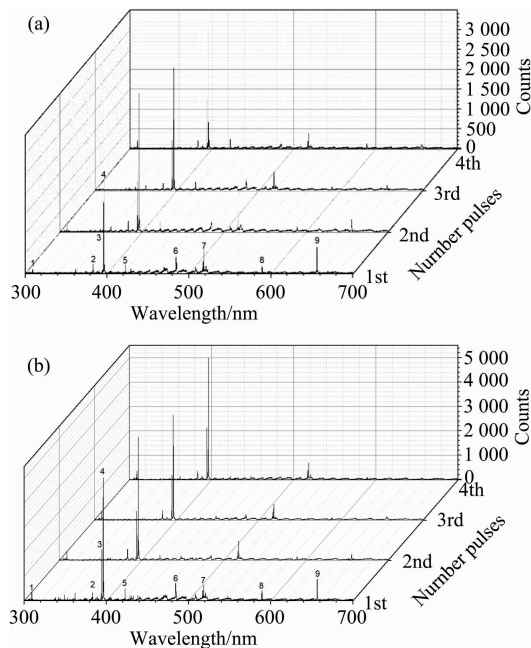 (a)
3 000
2 500
2 000
1 500
1 000
500
0
Counts
4th
3rd
2nd
1st
Nurnber pulses
4
3
1
2
5
6
7
8
9
300
400
500
600
700
Wavelength/nm
(b)
5 000
4 000
3 000
2 000
1 000
0
Counts
4th
3rd
2nd
1st
Nurnber pulses
4
3
1
2
5
6
7
8
9
300
400
500
600
700
Wavelength/nm